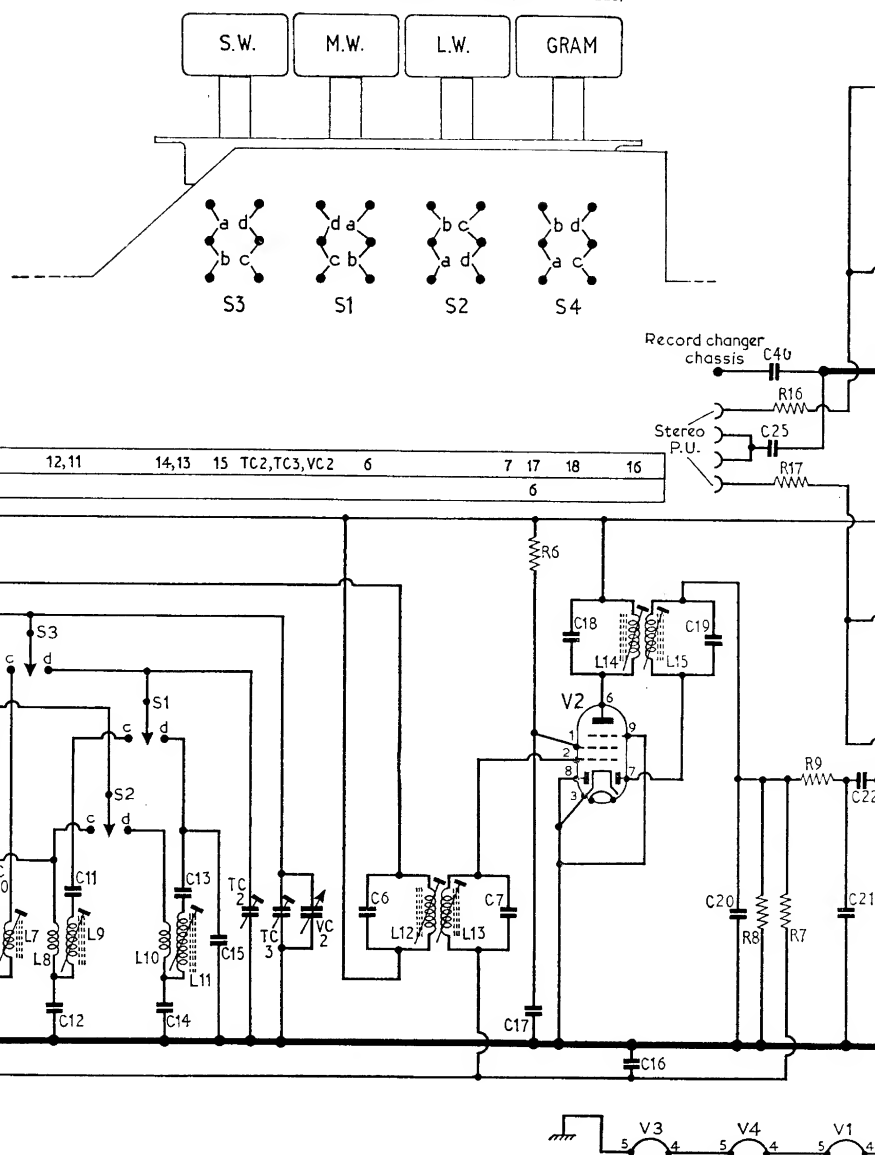 S.W. M.W. L.W. GRAM
a d d a b c b d
b c c b a d a c
S3 S1 S2 S4
Record changer
chassis
C40
R16
Stereo
P.U.
C25
R17
12,11 14,13 15 TC2,TC3,VC2 6 7 17 18 16
6
R6
S3
C18 C19
c d
L14 L15
S1
V2
6
c d
1 9
2
R9
8 7
S2
3
C22
c d
C11 C13
TC
2
C6 C7
C20 C21
L7 L9
TC
3
VC
2
L12 L13
R8 R7
L8 L10 C15
L11
C12 C14 C17
C16
V3 V4 V1
5 4 5 4 5 4